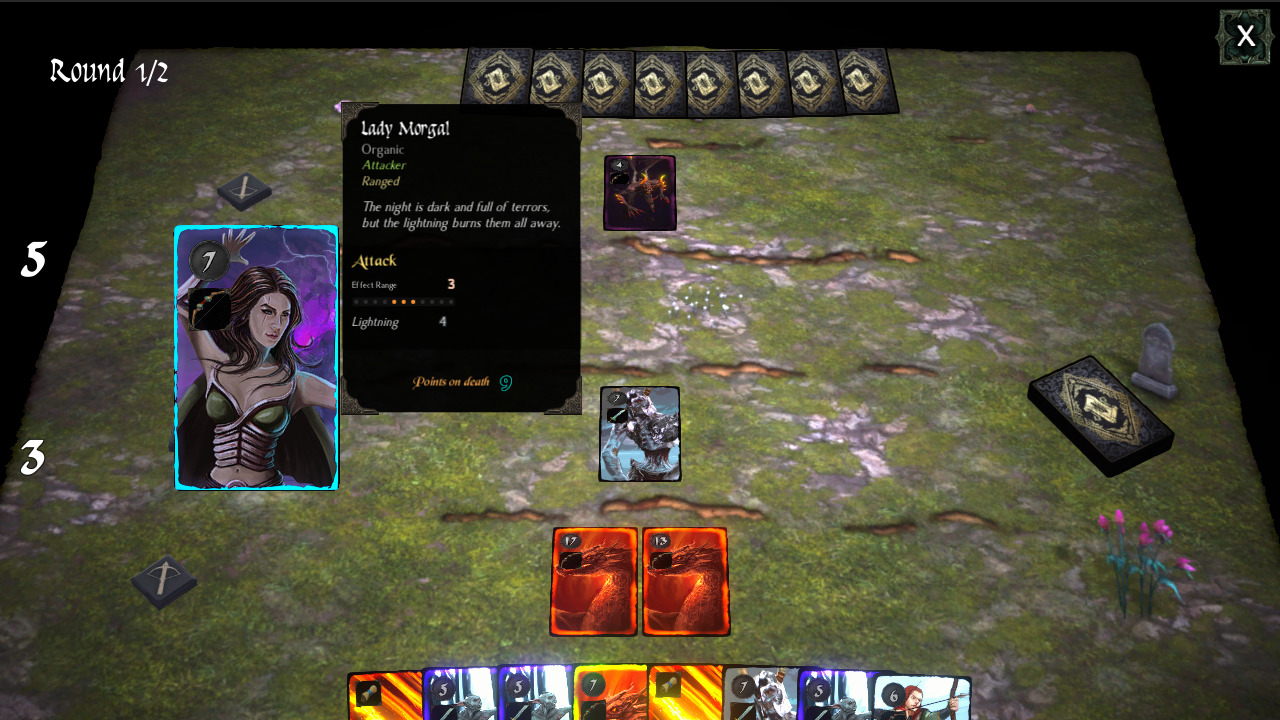 X
Round 1/2
Lady Morgal
Organic
Attacker
Ranged
The night is dark and full of terrors,
but the lightning burns them all away.
Attack
Effect Range 3
Lightning 4
Points on death 9
4
7
5
7
3
17 13
5 5 7 7 5 6